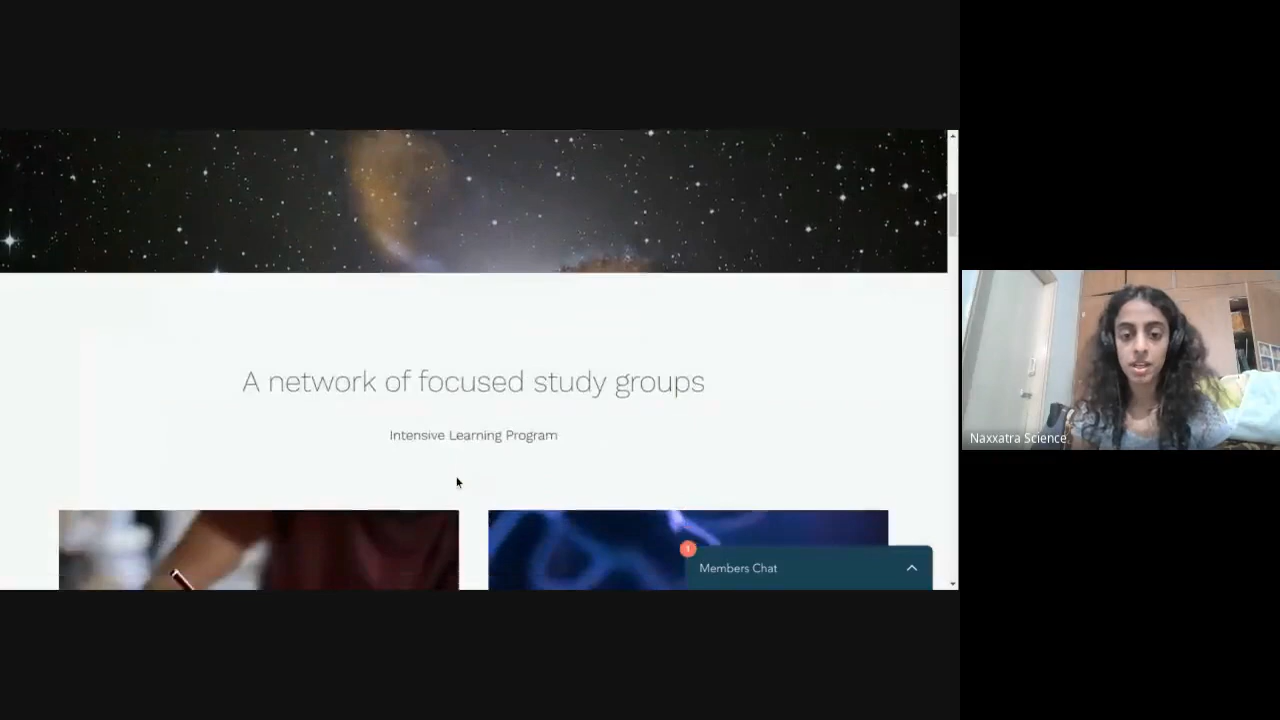 A network of focused study groups
Intensive Learning Program
1
Members Chat
Naxxatra Science